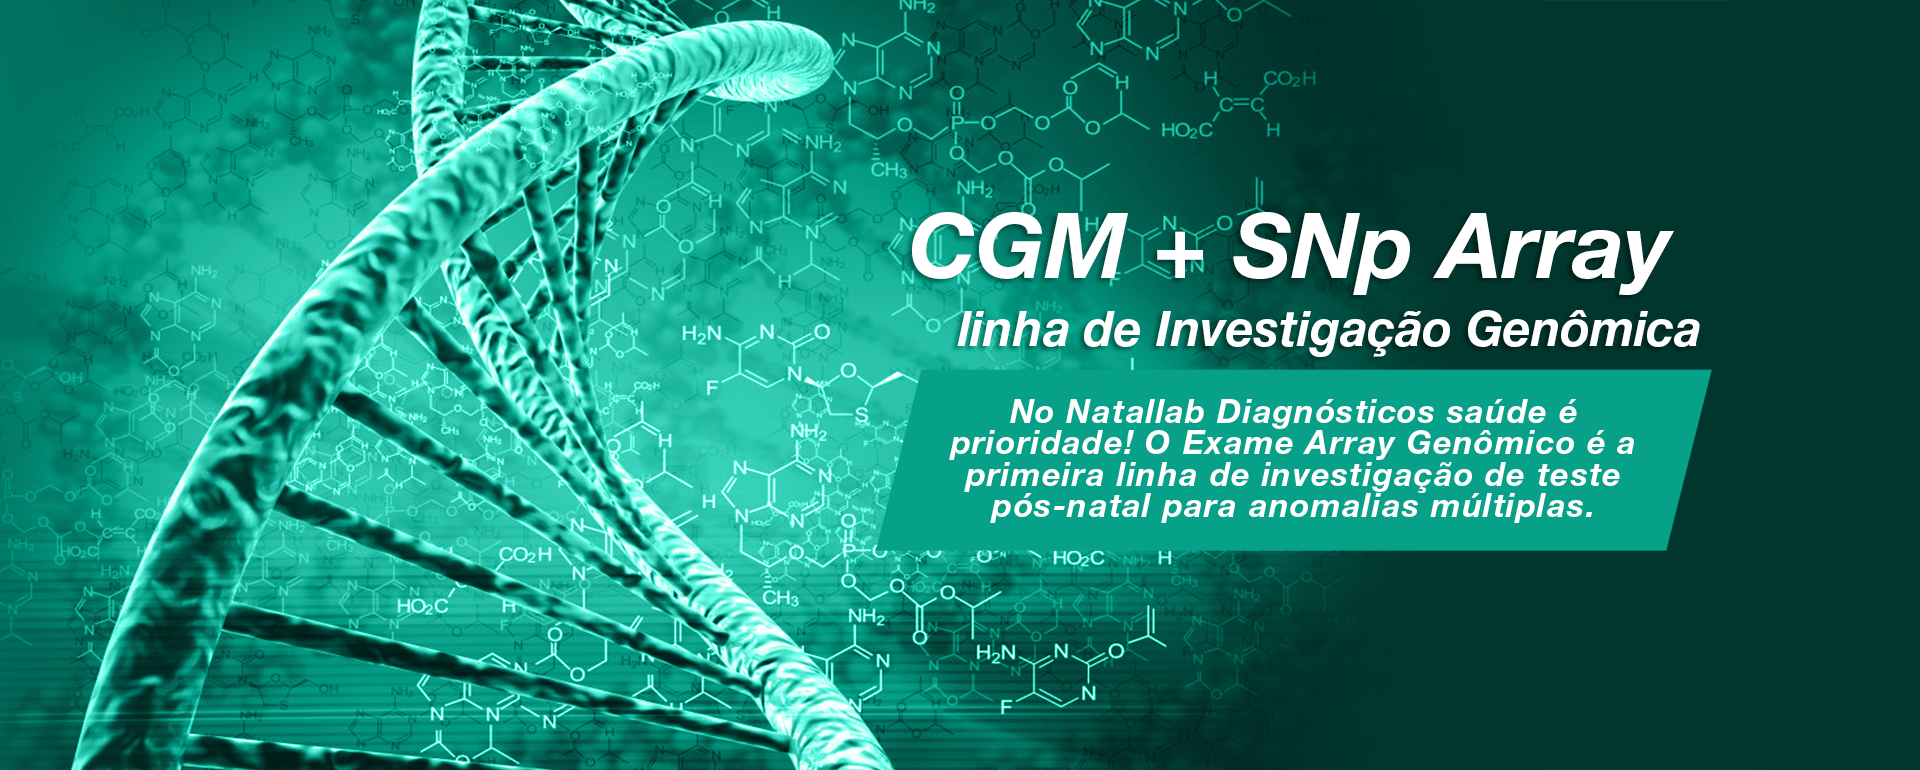 CGM + SNp Array
linha de Investigação Genômica
No Natallab Diagnósticos saúde é
prioridade! O Exame Array Genômico é a
primeira linha de investigação de teste
pós-natal para anomalias múltiplas.